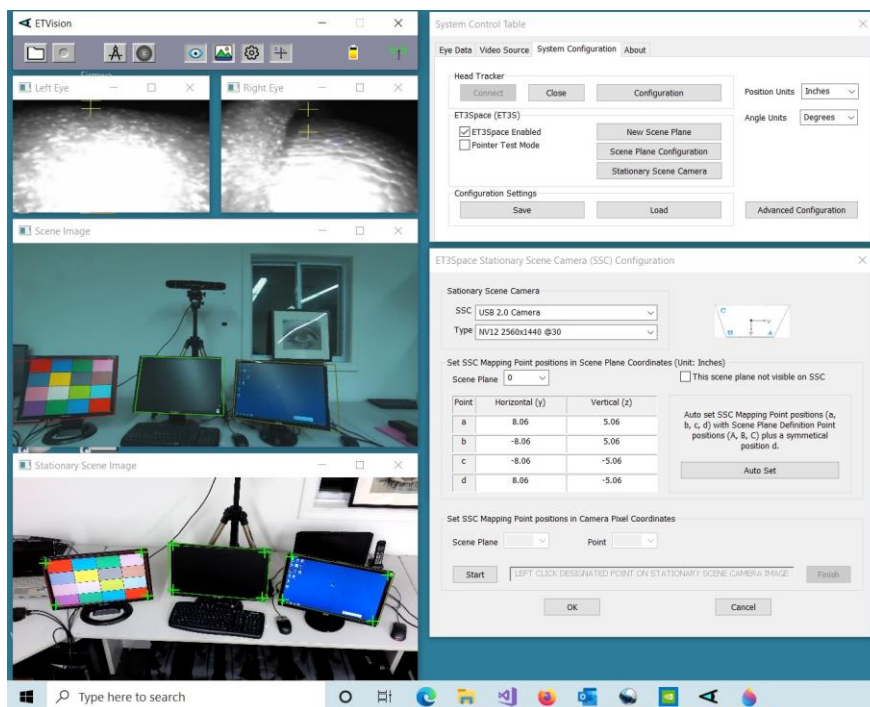 ETVision
Left Eye
Right Eye
Scene Image
Stationary Scene Image
System Control Table
Eye Data Video Source System Configuration About
Head Tracker
Connect Close Configuration
Position Units Inches
Angle Units Degrees
ET3Space (ET3S)
ET3Space Enabled
Pointer Test Mode
New Scene Plane
Scene Plane Configuration
Stationary Scene Camera
Configuration Settings
Save Load Advanced Configuration
ET3Space Stationary Scene Camera (SSC) Configuration
Sationary Scene Camera
SSC USB 2.0 Camera
Type NV12 2560x1440 @30
C
B A
Set SSC Mapping Point positions in Scene Plane Coordinates (Unit: Inches)
Scene Plane 0
This scene plane not visible on SSC
Point Horizontal (y) Vertical (z)
a 8.06 5.06
b -8.06 5.06
c -8.06 -5.06
d 8.06 -5.06
Auto set SSC Mapping Point positions (a,
b, c, d) with Scene Plane Definition Point
positions (A, B, C) plus a symmetical
position d.
Auto Set
Set SSC Mapping Point positions in Camera Pixel Coordinates
Scene Plane Point
Start LEFT CLICK DESIGNATED POINT ON STATIONARY SCENE CAMERA IMAGE Finish
OK Cancel
Type here to search